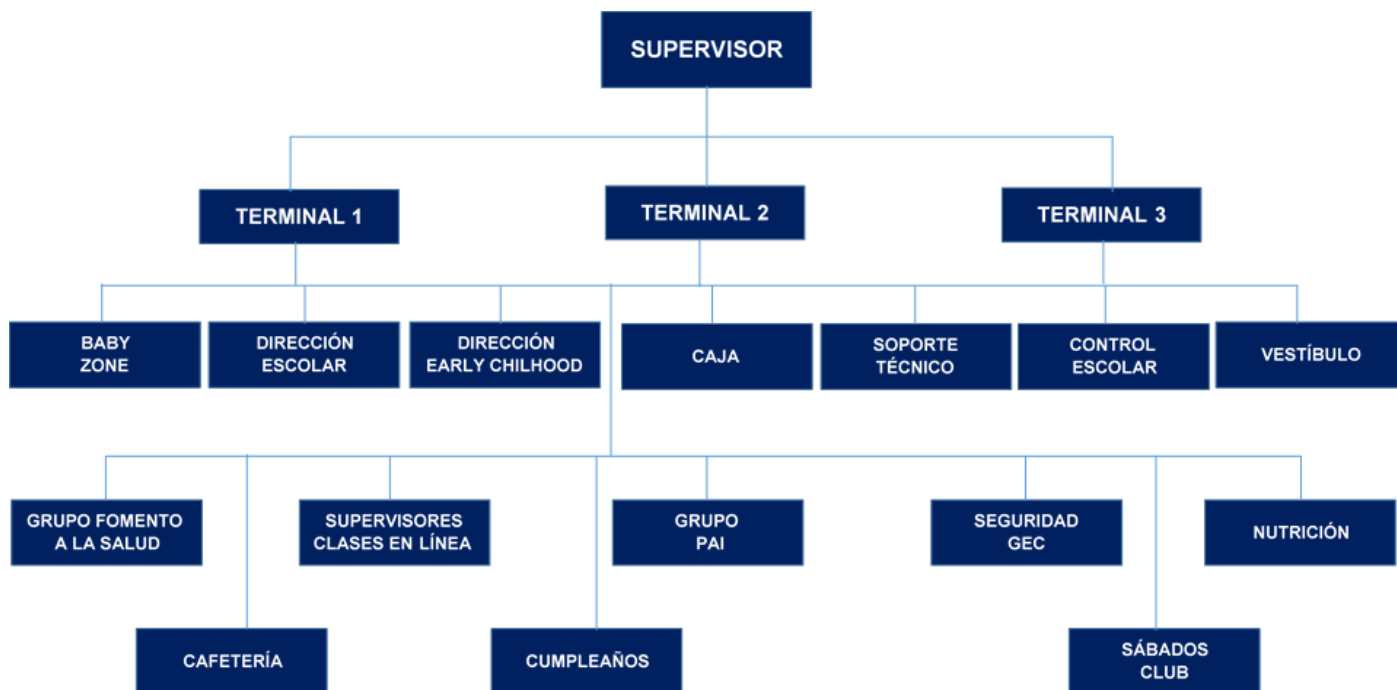 SUPERVISOR
TERMINAL 1
TERMINAL 2
TERMINAL 3
BABY
ZONE
DIRECCIÓN
ESCOLAR
DIRECCIÓN
EARLY CHILHOOD
CAJA
SOPORTE
TÉCNICO
CONTROL
ESCOLAR
VESTÍBULO
GRUPO FOMENTO
A LA SALUD
SUPERVISORES
CLASES EN LÍNEA
GRUPO
PAI
SEGURIDAD
GEC
NUTRICIÓN
CAFETERÍA
CUMPLEAÑOS
SÁBADOS
CLUB